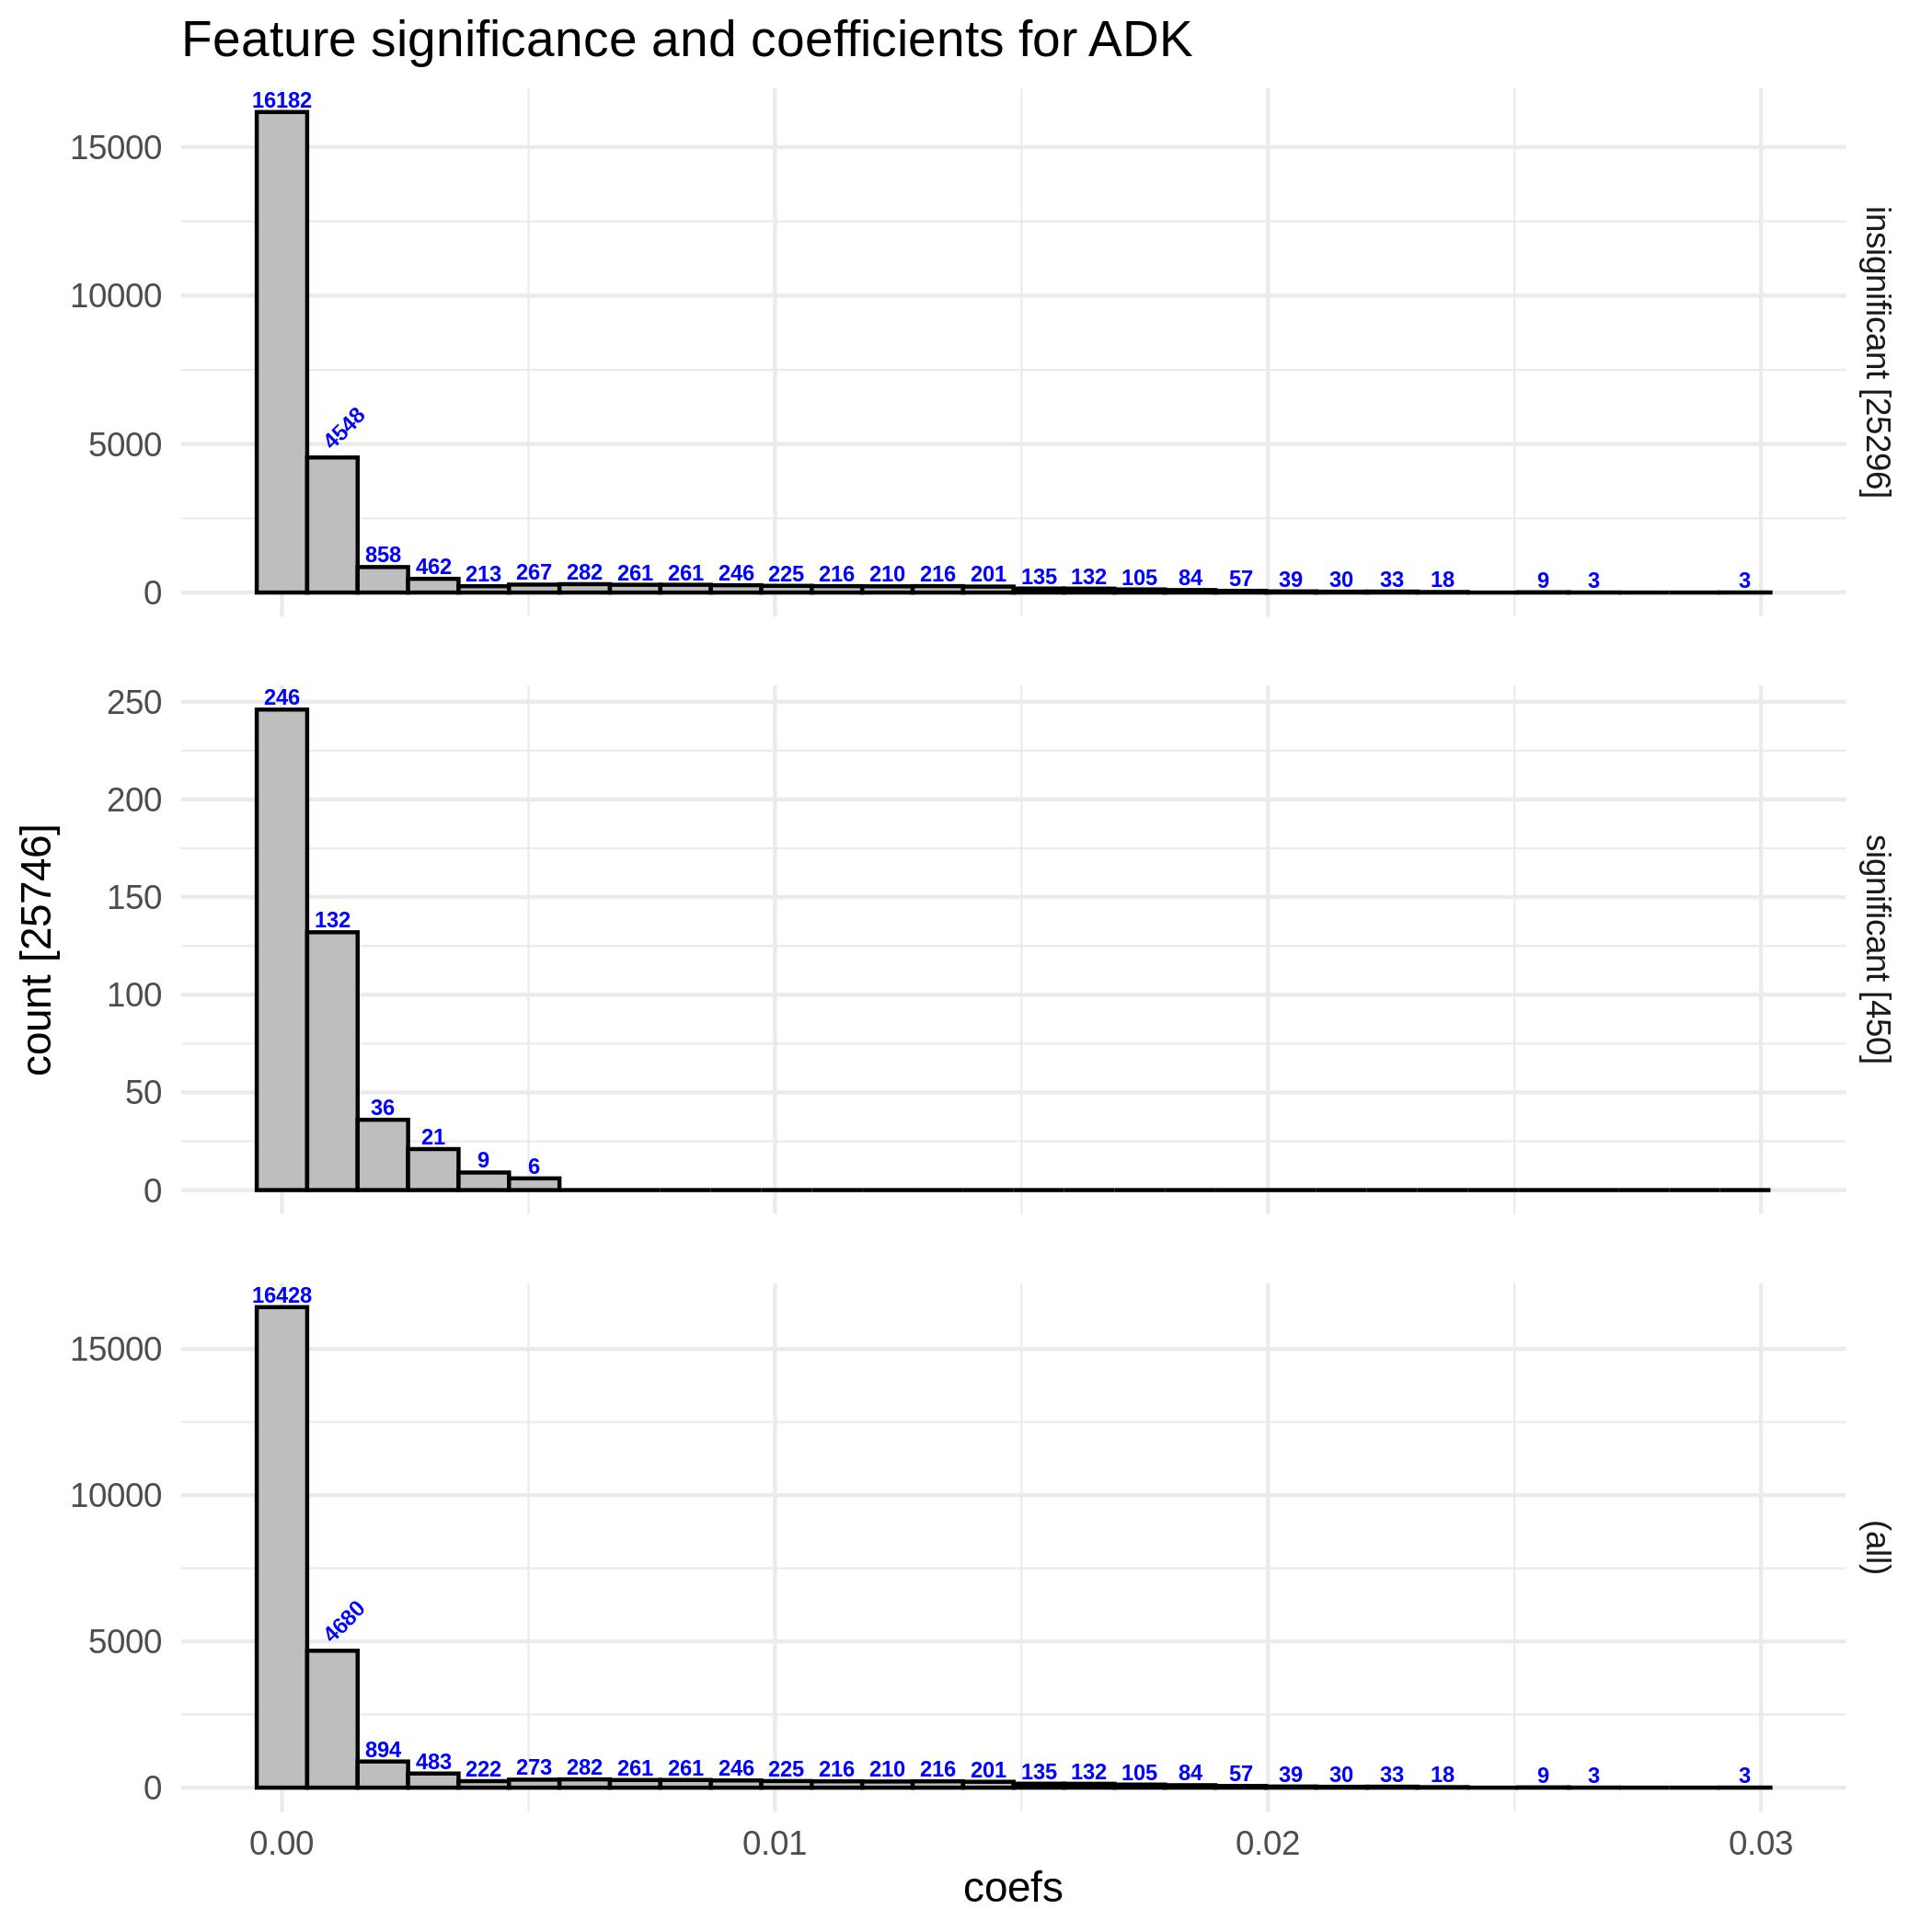 Feature significance and coefficients for ADK
16182
15000
10000
5000
0
4548
858 462 213 267 282 261 261 246 225 216 210 216 201 135 132 105 84 57 39 30 33 18 9 3 3
insignificant [25296]
count [25746]
250
200
150
100
50
0
246
132
36
21
9
6
significant [450]
16428
15000
10000
5000
0
4680
894 483 222 273 282 261 261 246 225 216 210 216 201 135 132 105 84 57 39 30 33 18 9 3 3
(all)
0.00 0.01 0.02 0.03
coefs